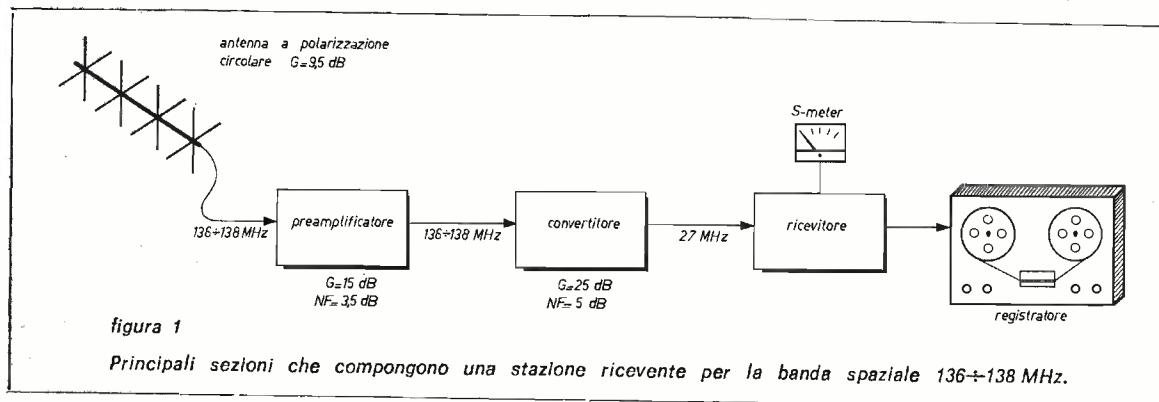 antenna a polarizzazione
circolare G=9,5 dB
S-meter
136÷138 MHz
preamplificatore
136÷138 MHz
convertitore
27 MHz
ricevitore
G=15 dB
NF= 3,5 dB
G=25 dB
NF= 5 dB
registratore
figura 1
Principali sezioni che compongono una stazione ricevente per la banda spaziale 136÷138 MHz.